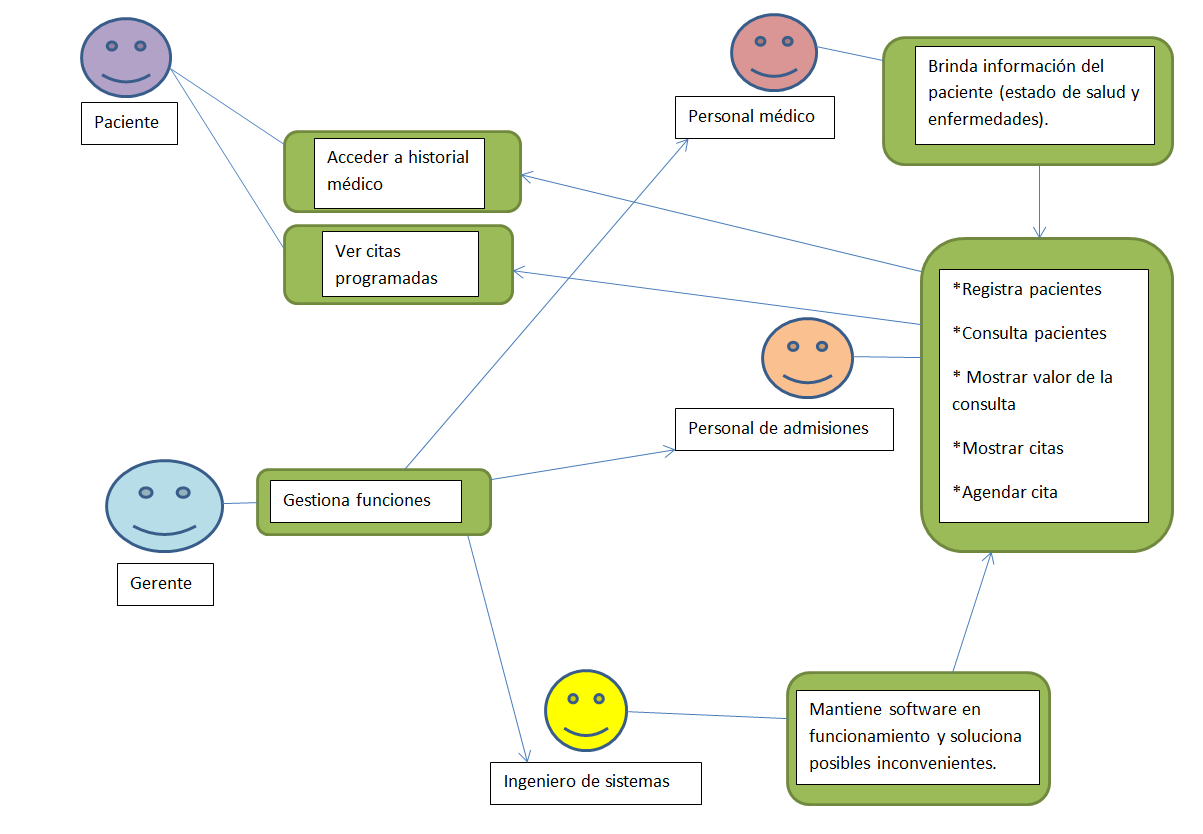 Paciente
Acceder a historial
médico
Ver citas
programadas
Personal médico
Brinda información del
paciente (estado de salud y
enfermedades).
*Registra pacientes
*Consulta pacientes
* Mostrar valor de la
consulta
*Mostrar citas
*Agendar cita
Personal de admisiones
Gestiona funciones
Gerente
Ingeniero de sistemas
Mantiene software en
funcionamiento y soluciona
posibles inconvenientes.